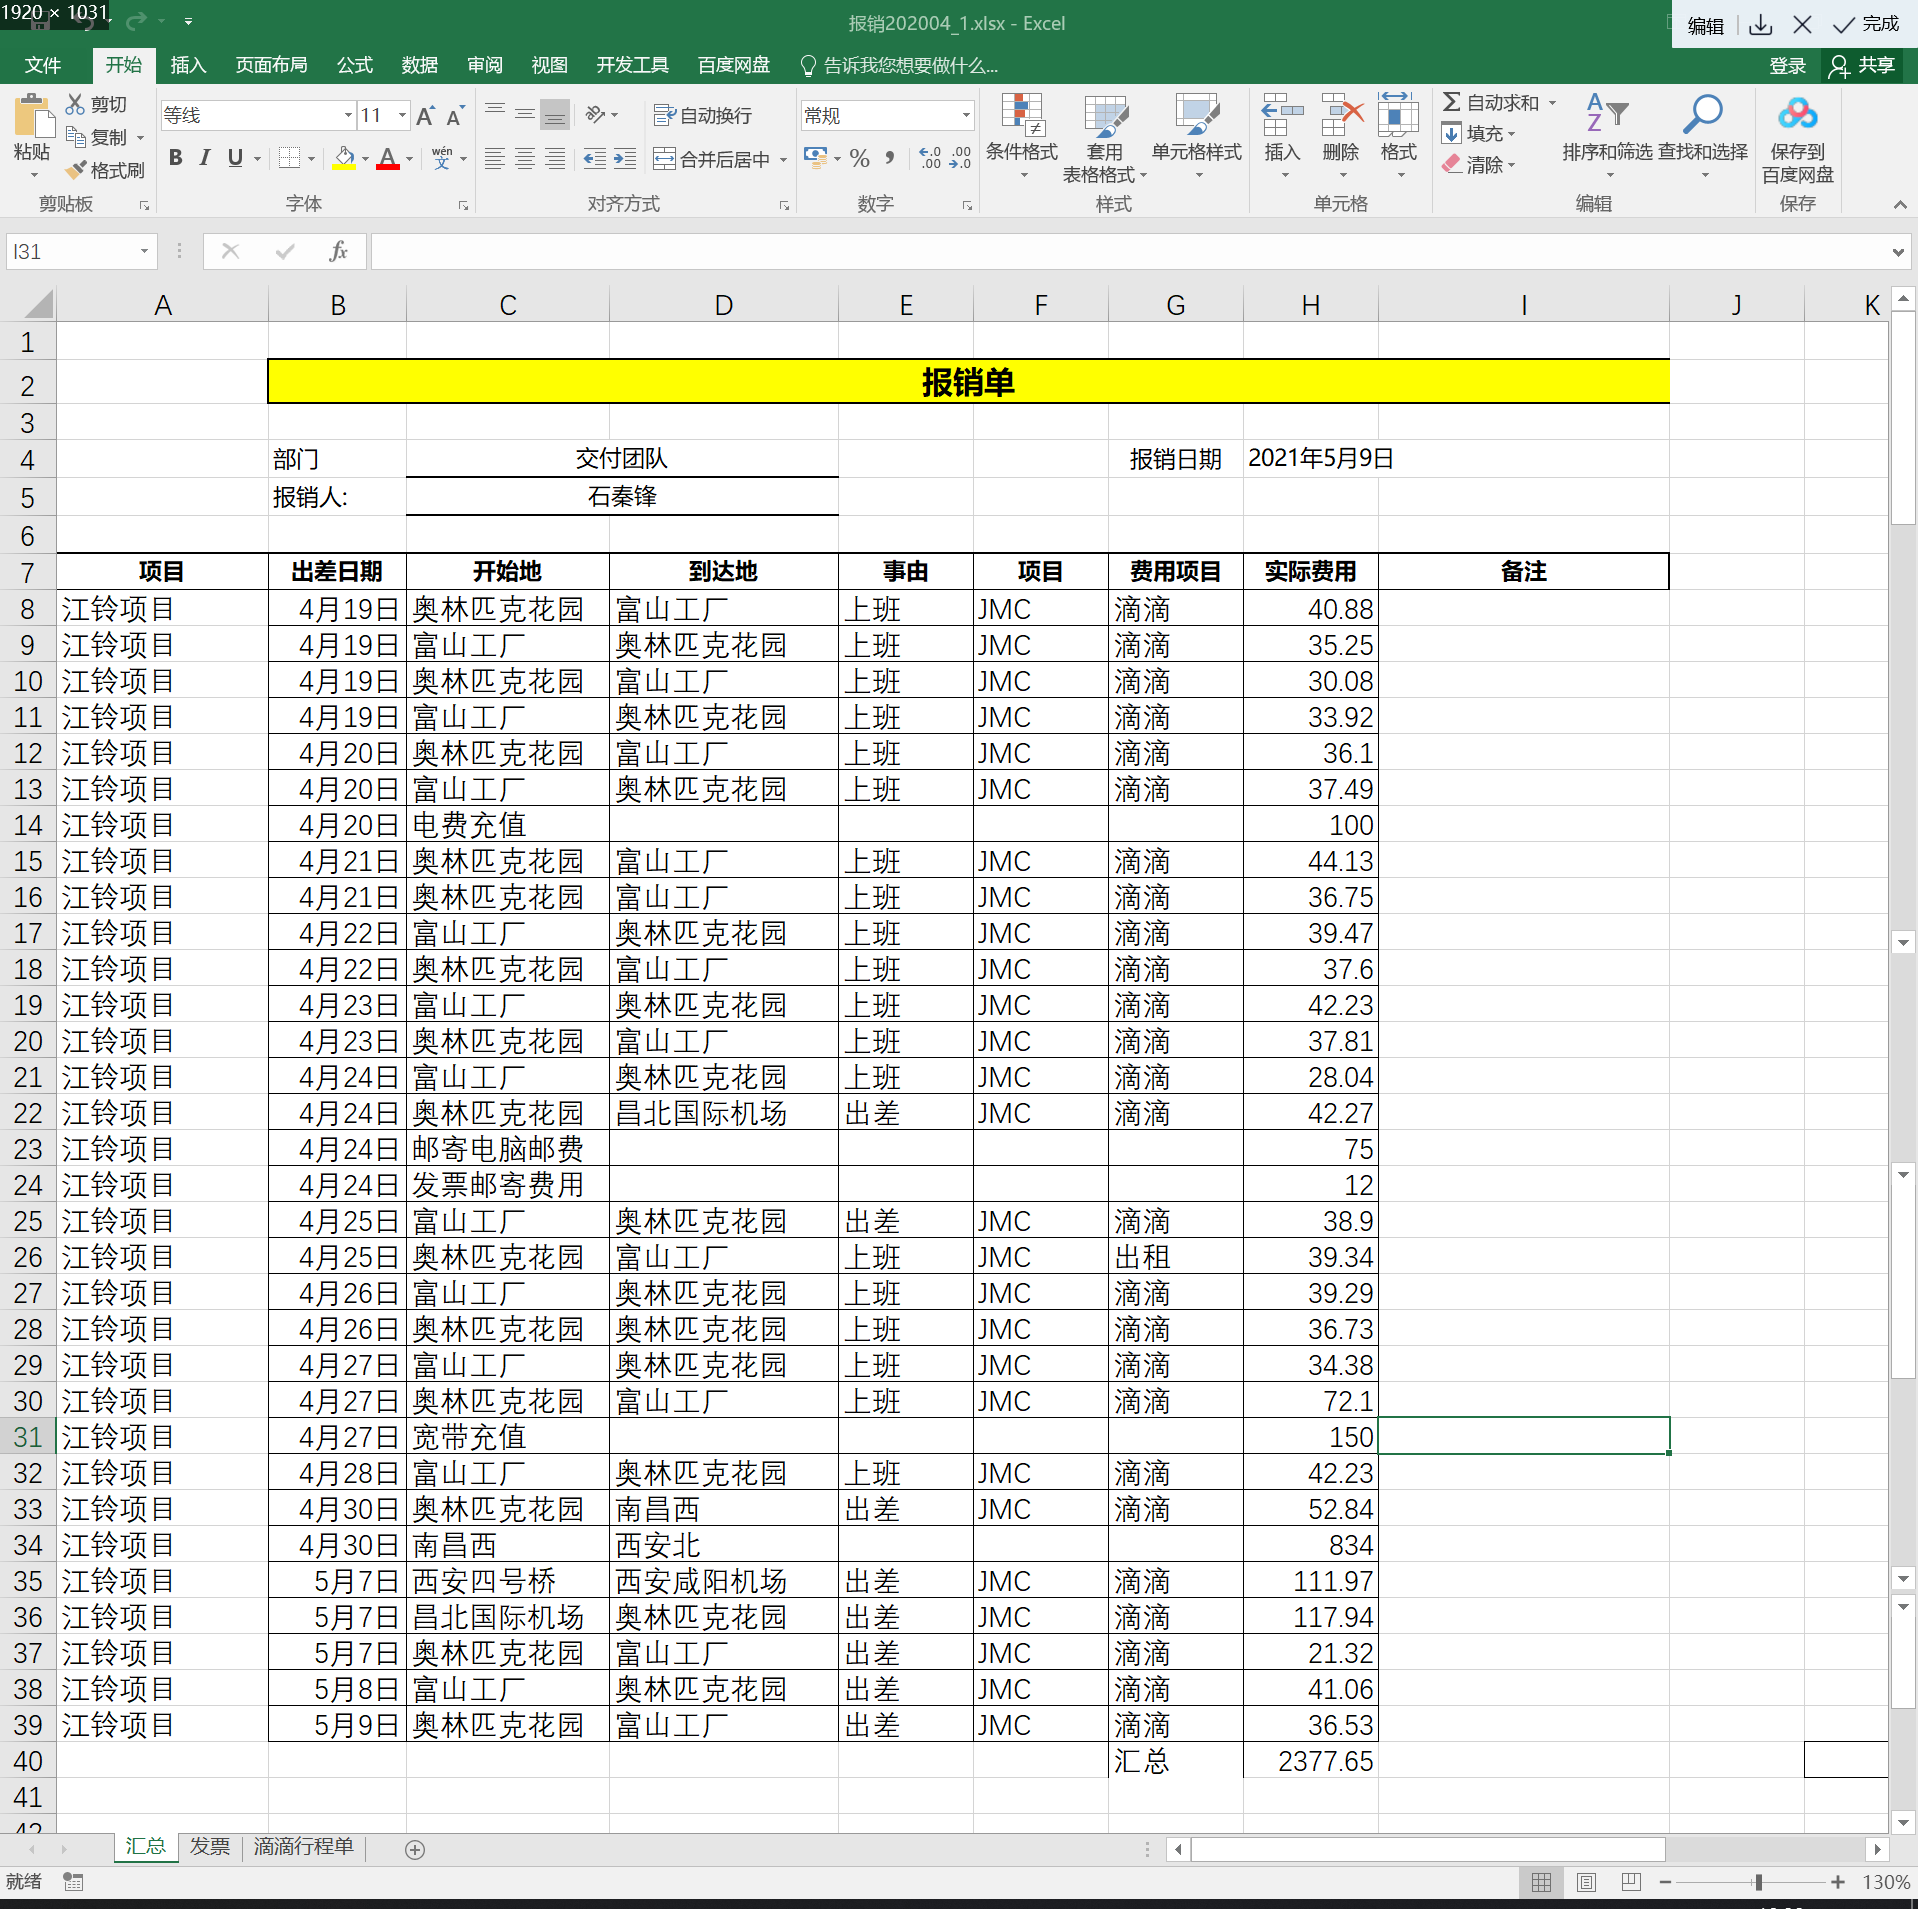 1920 × 1031
报销202004_1.xlsx - Excel
编辑 完成
文件 开始 插入 页面布局 公式 数据 审阅 视图 开发工具 百度网盘 告诉我您想要做什么... 登录 共享
粘贴 剪切 复制 格式刷 剪贴板
等线 11 B I U wén 文 字体
自动换行 合并后居中 对齐方式
常规 % 数字
条件格式 套用表格格式 单元格样式 样式
插入 删除 格式 单元格
自动求和 填充 清除 排序和筛选 查找和选择 编辑
保存到百度网盘 保存
I31 fx
A B C D E F G H I J K
1
2 报销单
3
4 部门 交付团队 报销日期 2021年5月9日
5 报销人: 石秦锋
6
7 项目 出差日期 开始地 到达地 事由 项目 费用项目 实际费用 备注
8 江铃项目 4月19日 奥林匹克花园 富山工厂 上班 JMC 滴滴 40.88
9 江铃项目 4月19日 富山工厂 奥林匹克花园 上班 JMC 滴滴 35.25
10 江铃项目 4月19日 奥林匹克花园 富山工厂 上班 JMC 滴滴 30.08
11 江铃项目 4月19日 富山工厂 奥林匹克花园 上班 JMC 滴滴 33.92
12 江铃项目 4月20日 奥林匹克花园 富山工厂 上班 JMC 滴滴 36.1
13 江铃项目 4月20日 富山工厂 奥林匹克花园 上班 JMC 滴滴 37.49
14 江铃项目 4月20日 电费充值 100
15 江铃项目 4月21日 奥林匹克花园 富山工厂 上班 JMC 滴滴 44.13
16 江铃项目 4月21日 奥林匹克花园 富山工厂 上班 JMC 滴滴 36.75
17 江铃项目 4月22日 富山工厂 奥林匹克花园 上班 JMC 滴滴 39.47
18 江铃项目 4月22日 奥林匹克花园 富山工厂 上班 JMC 滴滴 37.6
19 江铃项目 4月23日 富山工厂 奥林匹克花园 上班 JMC 滴滴 42.23
20 江铃项目 4月23日 奥林匹克花园 富山工厂 上班 JMC 滴滴 37.81
21 江铃项目 4月24日 富山工厂 奥林匹克花园 上班 JMC 滴滴 28.04
22 江铃项目 4月24日 奥林匹克花园 昌北国际机场 出差 JMC 滴滴 42.27
23 江铃项目 4月24日 邮寄电脑邮费 75
24 江铃项目 4月24日 发票邮寄费用 12
25 江铃项目 4月25日 富山工厂 奥林匹克花园 出差 JMC 滴滴 38.9
26 江铃项目 4月25日 奥林匹克花园 富山工厂 上班 JMC 出租 39.34
27 江铃项目 4月26日 富山工厂 奥林匹克花园 上班 JMC 滴滴 39.29
28 江铃项目 4月26日 奥林匹克花园 奥林匹克花园 上班 JMC 滴滴 36.73
29 江铃项目 4月27日 富山工厂 奥林匹克花园 上班 JMC 滴滴 34.38
30 江铃项目 4月27日 奥林匹克花园 富山工厂 上班 JMC 滴滴 72.1
31 江铃项目 4月27日 宽带充值 150
32 江铃项目 4月28日 富山工厂 奥林匹克花园 上班 JMC 滴滴 42.23
33 江铃项目 4月30日 奥林匹克花园 南昌西 出差 JMC 滴滴 52.84
34 江铃项目 4月30日 南昌西 西安北 834
35 江铃项目 5月7日 西安四号桥 西安咸阳机场 出差 JMC 滴滴 111.97
36 江铃项目 5月7日 昌北国际机场 奥林匹克花园 出差 JMC 滴滴 117.94
37 江铃项目 5月7日 奥林匹克花园 富山工厂 出差 JMC 滴滴 21.32
38 江铃项目 5月8日 富山工厂 奥林匹克花园 出差 JMC 滴滴 41.06
39 江铃项目 5月9日 奥林匹克花园 富山工厂 出差 JMC 滴滴 36.53
40 汇总 2377.65
41
42
汇总 发票 滴滴行程单
就绪 130%